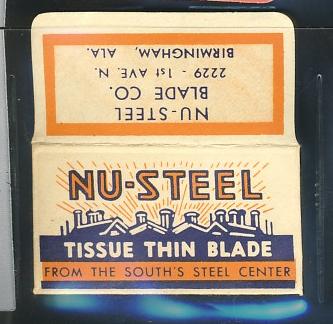 NU-STEEL
BLADE CO.
2229 - 1st AVE. N.
BIRMINGHAM, ALA.
NU-STEEL
TISSUE THIN BLADE
FROM THE SOUTH'S STEEL CENTER